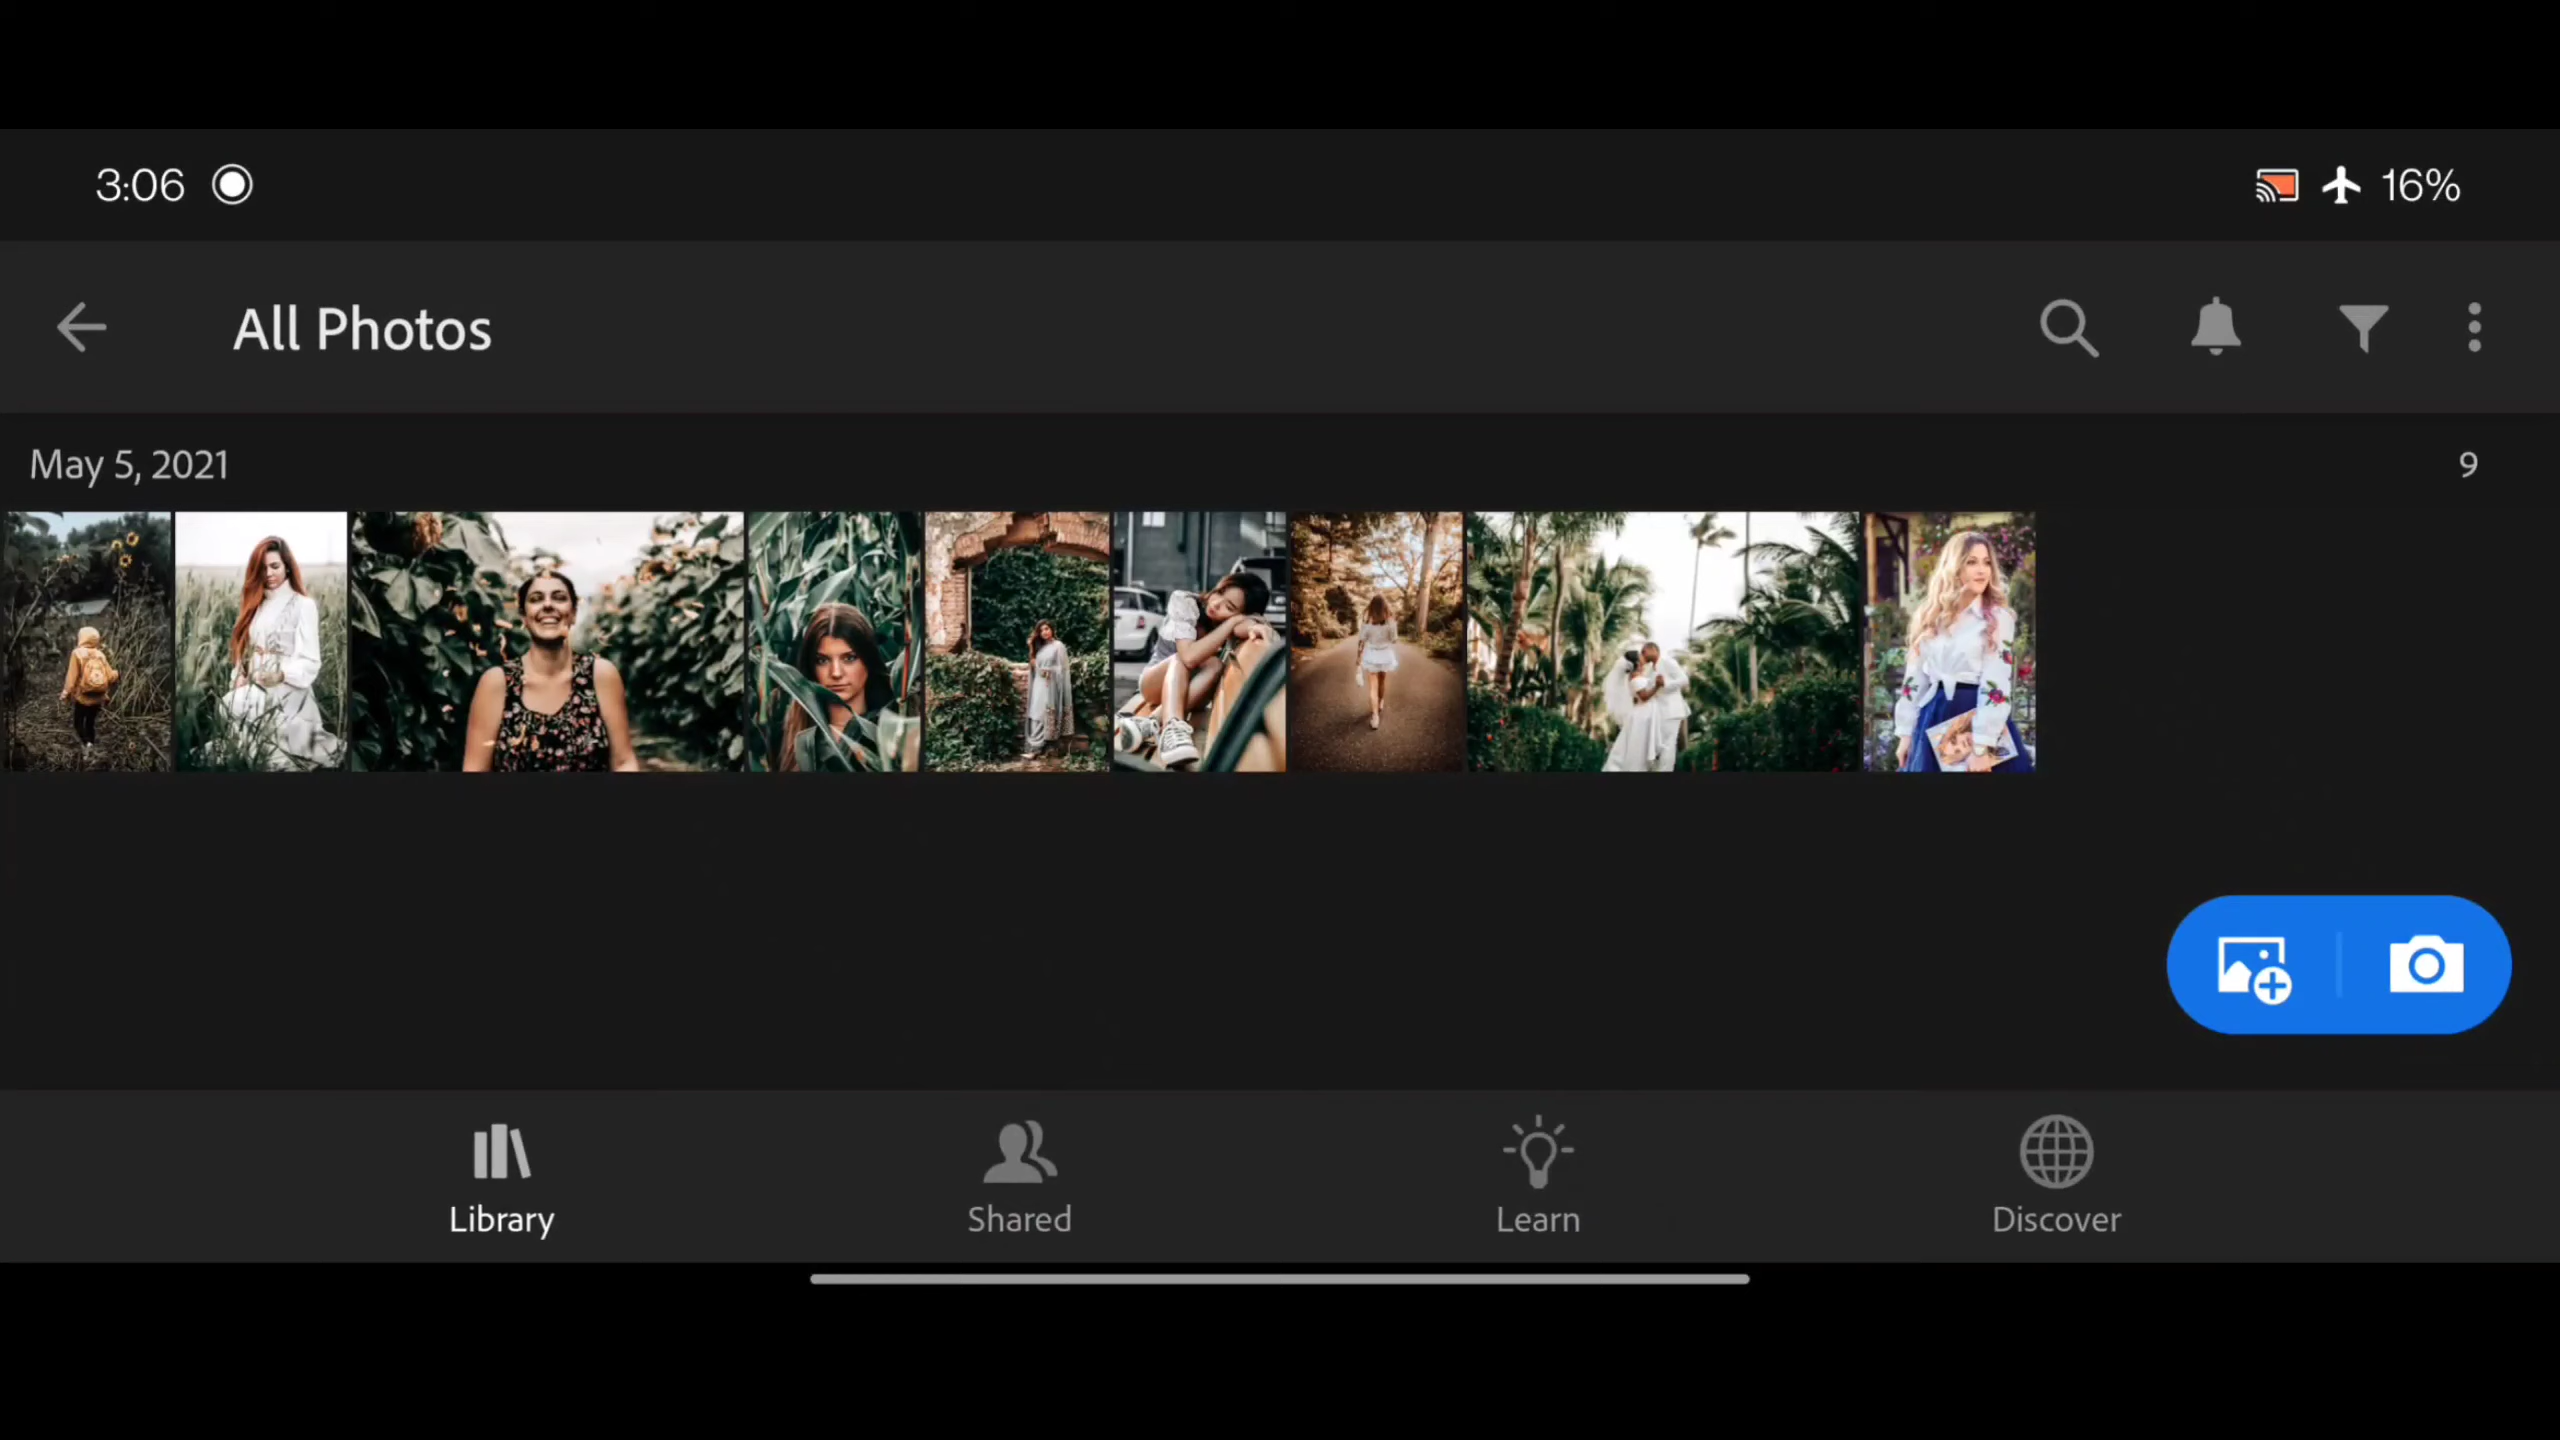 3:06
16%
All Photos
May 5, 2021
9
Library
Shared
Learn
Discover